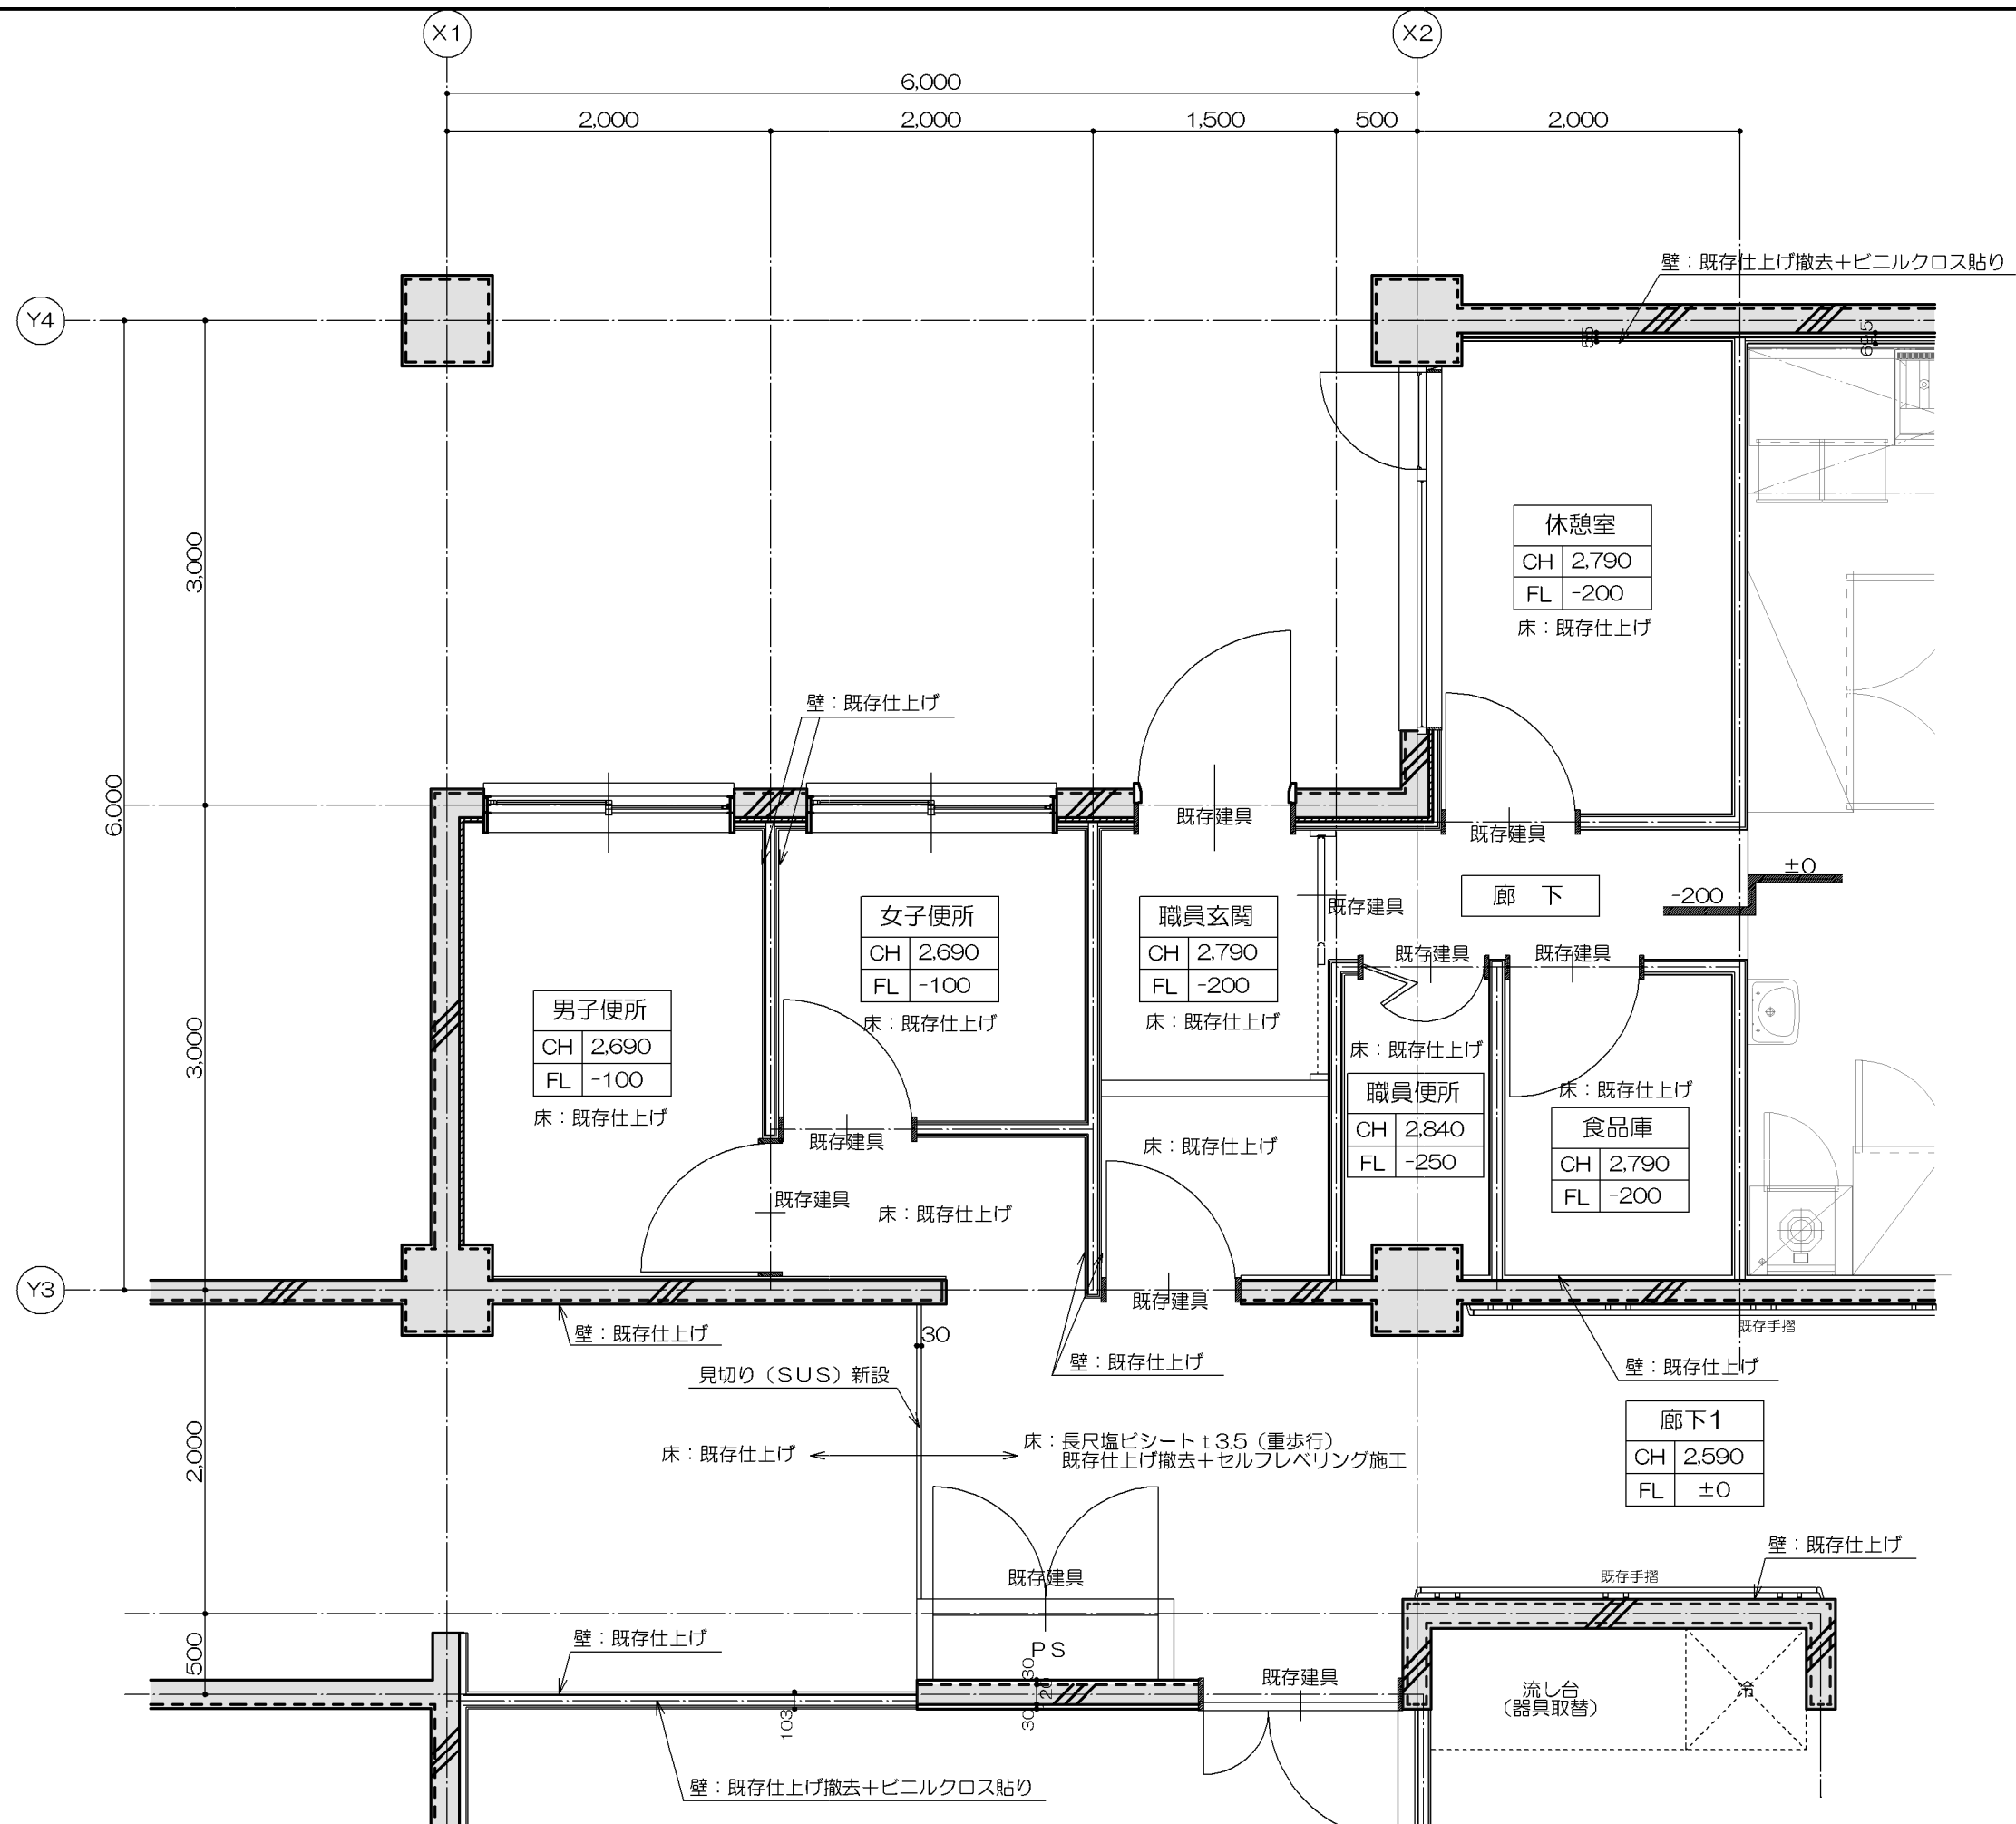 X1
X2
6,000
2,000
2,000
1,500
500
2,000
壁：既存仕上げ撤去＋ビニルクロス貼り
Y4
55
65.5
3,000
休憩室
CH 2,790
FL -200
床：既存仕上げ
壁：既存仕上げ
6,000
既存建具
既存建具
±0
-200
廊　下
既存建具
女子便所
CH 2,690
FL -100
床：既存仕上げ
職員玄関
CH 2,790
FL -200
床：既存仕上げ
既存建具
既存建具
3,000
男子便所
CH 2,690
FL -100
床：既存仕上げ
床：既存仕上げ
職員便所
CH 2,840
FL -250
床：既存仕上げ
食品庫
CH 2,790
FL -200
既存建具
床：既存仕上げ
既存建具
床：既存仕上げ
Y3
既存建具
壁：既存仕上げ
30
既存手摺
壁：既存仕上げ
壁：既存仕上げ
見切り（SUS）新設
廊下1
CH 2,590
FL ±0
2,000
床：既存仕上げ
床：長尺塩ビシートｔ3.5（重歩行）
既存仕上げ撤去＋セルフレベリング施工
壁：既存仕上げ
既存建具
既存手摺
500
壁：既存仕上げ
PS
30
120
30
103
既存建具
流し台
（器具取替）
冷
壁：既存仕上げ撤去＋ビニルクロス貼り